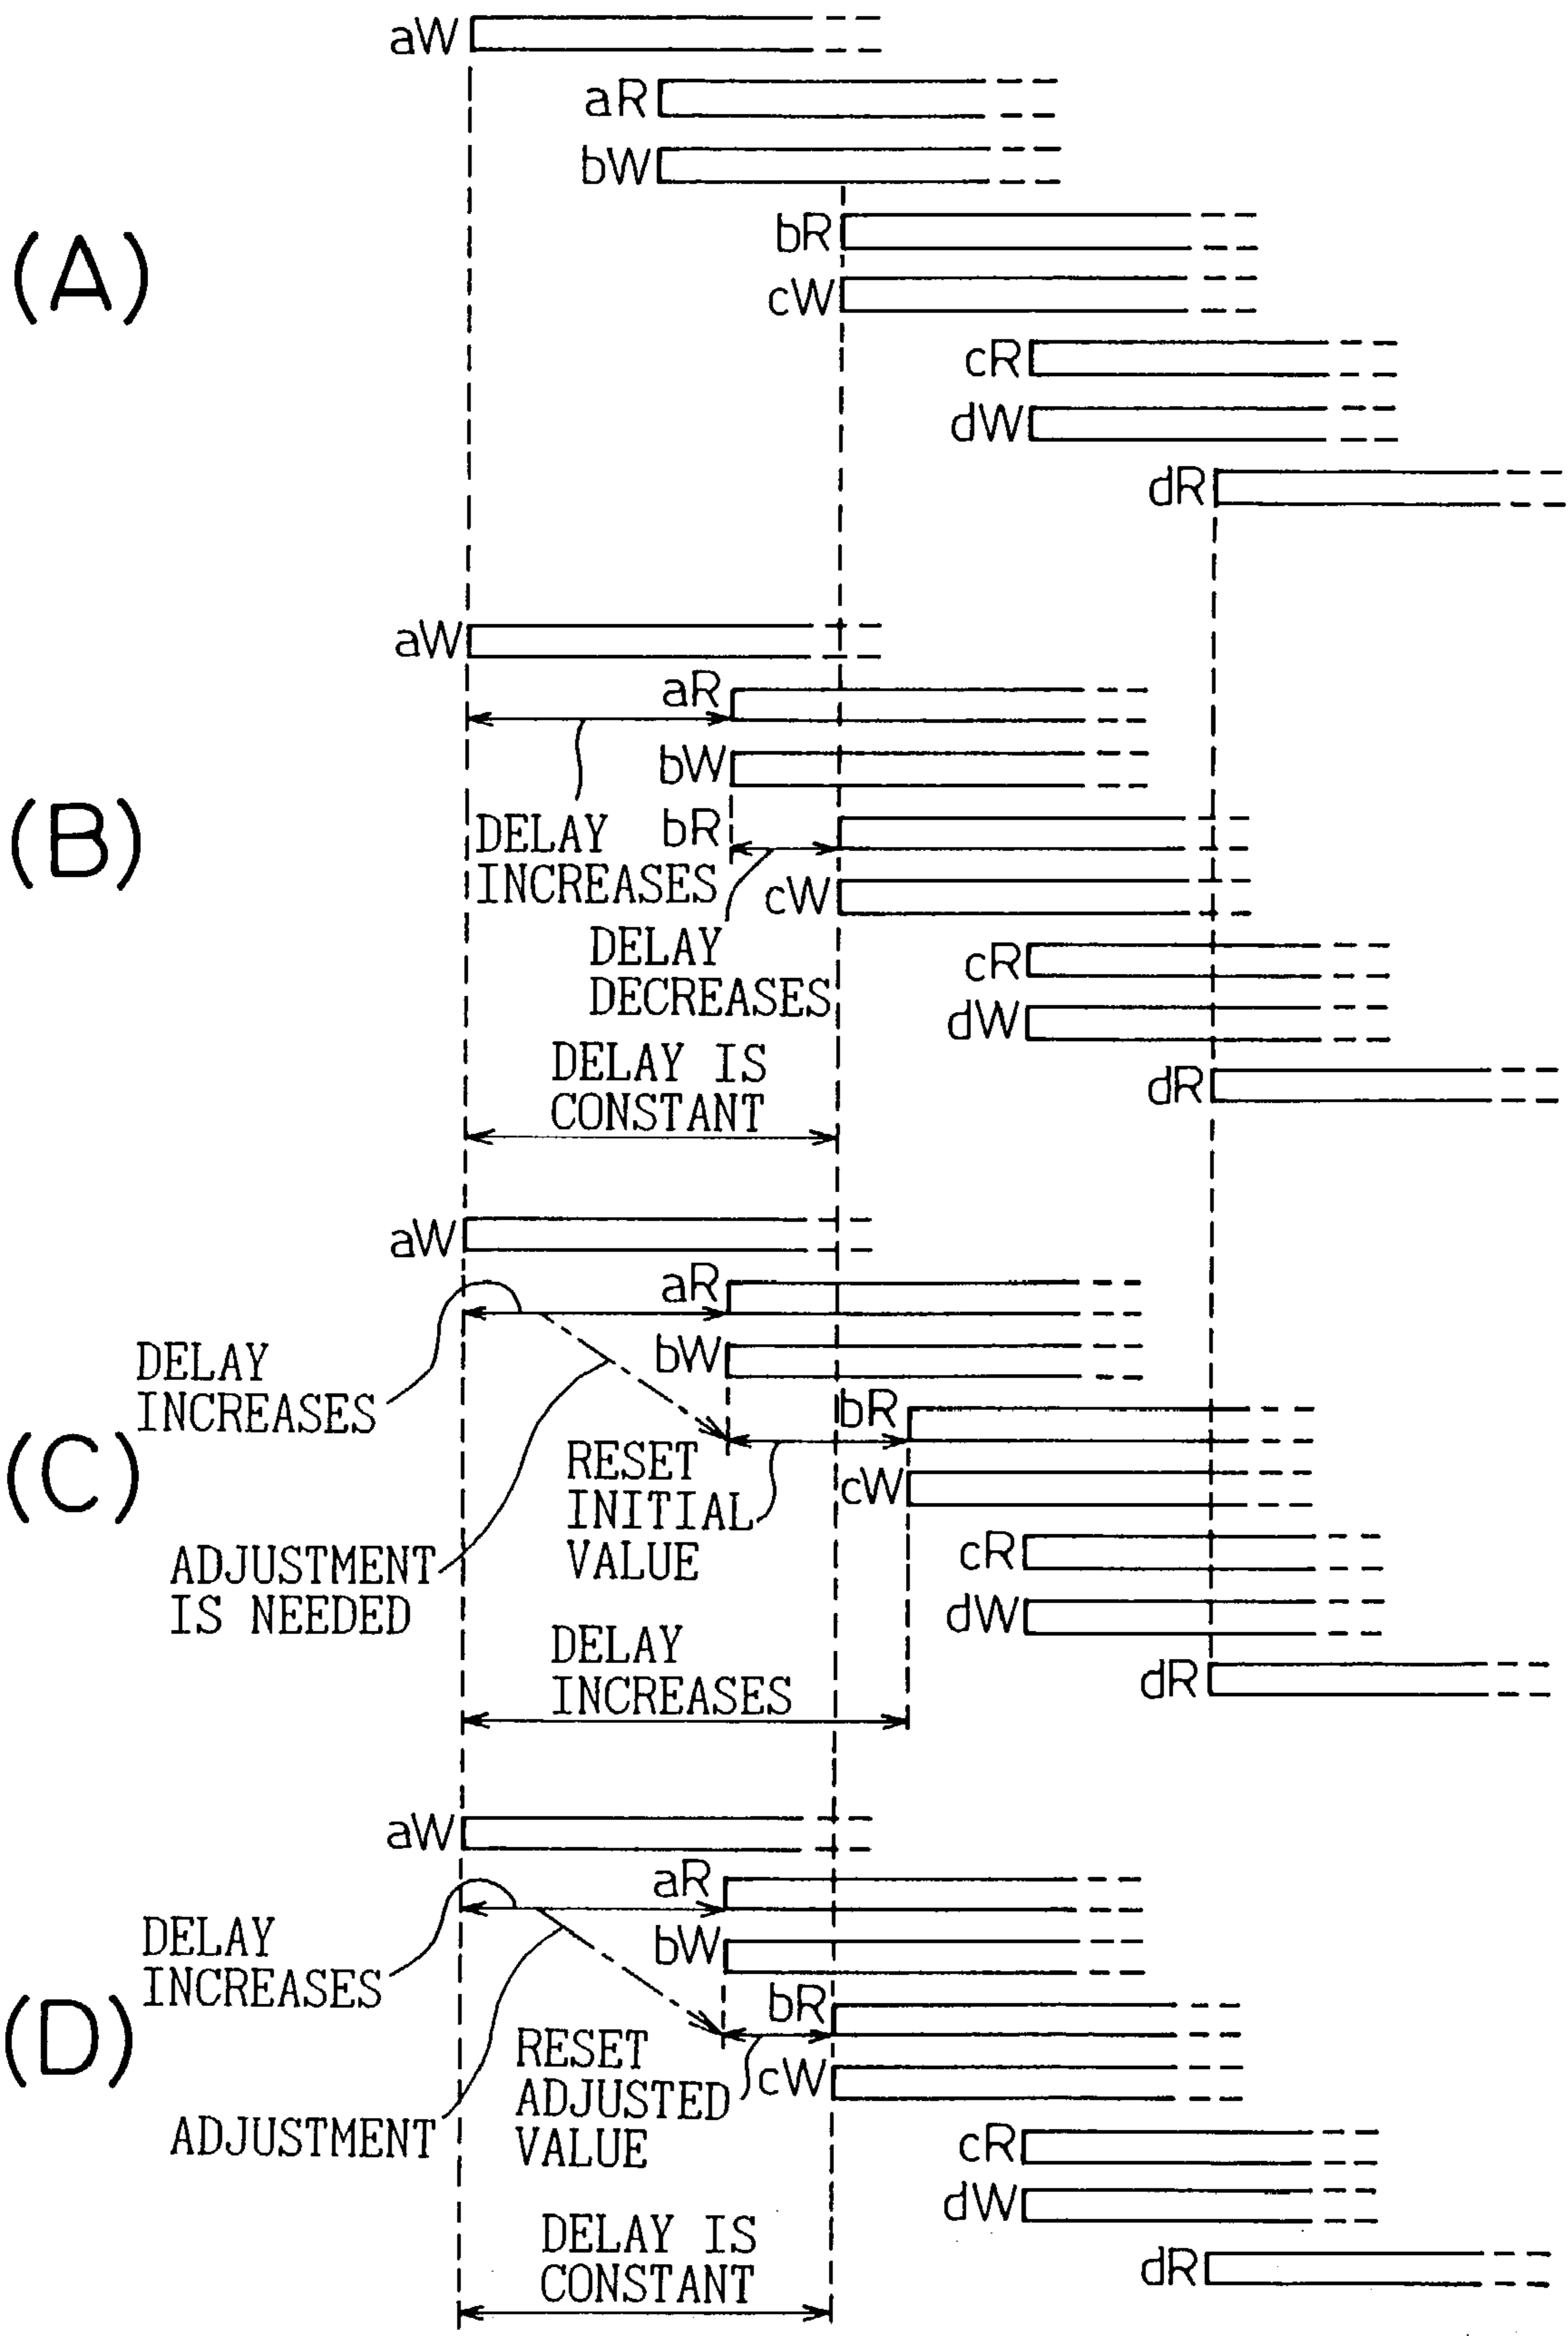 aW
aR
bW
bR
(A)
cW
cR
dW
dR
aW
aR
bW
(B)
DELAY
INCREASES
bR
cW
DELAY
DECREASES
cR
dW
DELAY IS
CONSTANT
dR
aW
aR
DELAY
INCREASES
bW
bR
(C)
RESET
INITIAL
VALUE
cW
ADJUSTMENT
IS NEEDED
cR
dW
DELAY
INCREASES
dR
aW
aR
DELAY
INCREASES
bW
bR
(D)
RESET
ADJUSTED
VALUE
cW
ADJUSTMENT
cR
dW
DELAY IS
CONSTANT
dR